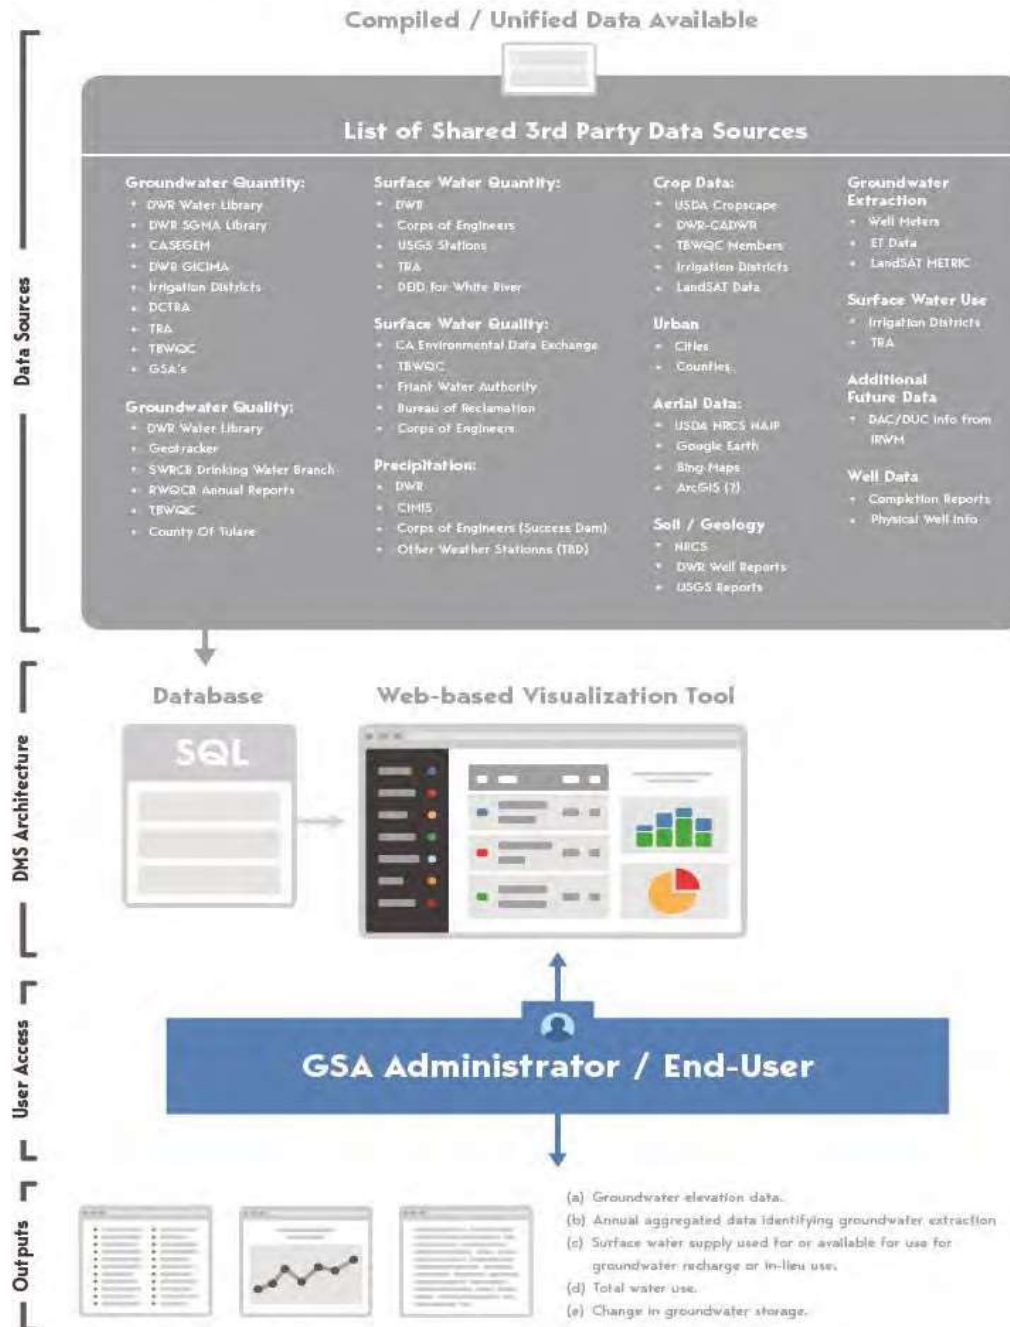 Compiled / Unified Data Available
Data Sources
List of Shared 3rd Party Data Sources
Groundwater Quantity:
DWR Water Library
DWR SGMA Library
CASEGEM
DWR GICIMA
Irrigation Districts
DCTRA
TRA
TBWQC
GSA's
Groundwater Quality:
DWR Water Library
Geotracker
SWRCB Drinking Water Branch
RWQCB Annual Reports
TBWQC
County Of Tulare
Surface Water Quantity:
DWR
Corps of Engineers
USGS Stations
TRA
DEID for White River
Surface Water Quality:
CA Environmental Data Exchange
TBWQC
Friant Water Authority
Bureau of Reclamation
Corps of Engineers
Precipitation:
DWR
CIMIS
Corps of Engineers (Success Dam)
Other Weather Stationns (TBD)
Crop Data:
USDA Cropscape
DWR-CADWR
TBWQC Members
Irrigation Districts
LandSAT Data
Urban
Cities
Counties
Aerial Data:
USDA NRCS NAIP
Google Earth
Bing Maps
ArcGIS (?)
Soil / Geology
NRCS
DWR Well Reports
USGS Reports
Groundwater
Extraction
Well Meters
ET Data
LandSAT METRIC
Surface Water Use
Irrigation Districts
TRA
Additional
Future Data
DAC/DUC info from
IRWM
Well Data
Completion Reports
Physical Well Info
DMS Architecture
Database
SQL
Web-based Visualization Tool
User Access
GSA Administrator / End-User
Outputs
(a) Groundwater elevation data.
(b) Annual aggregated data identifying groundwater extraction
(c) Surface water supply used for or available for use for
groundwater recharge or in-lieu use.
(d) Total water use.
(e) Change in groundwater storage.